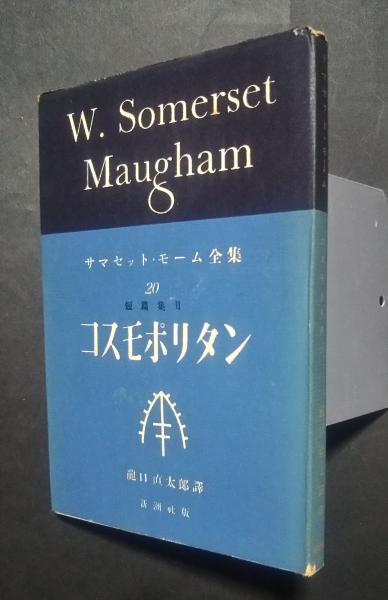 W. Somerset
Maugham
サマセット・モーム全集
20
短篇集 II
コスモポリタン
龍口直太郎譯
新潮社版